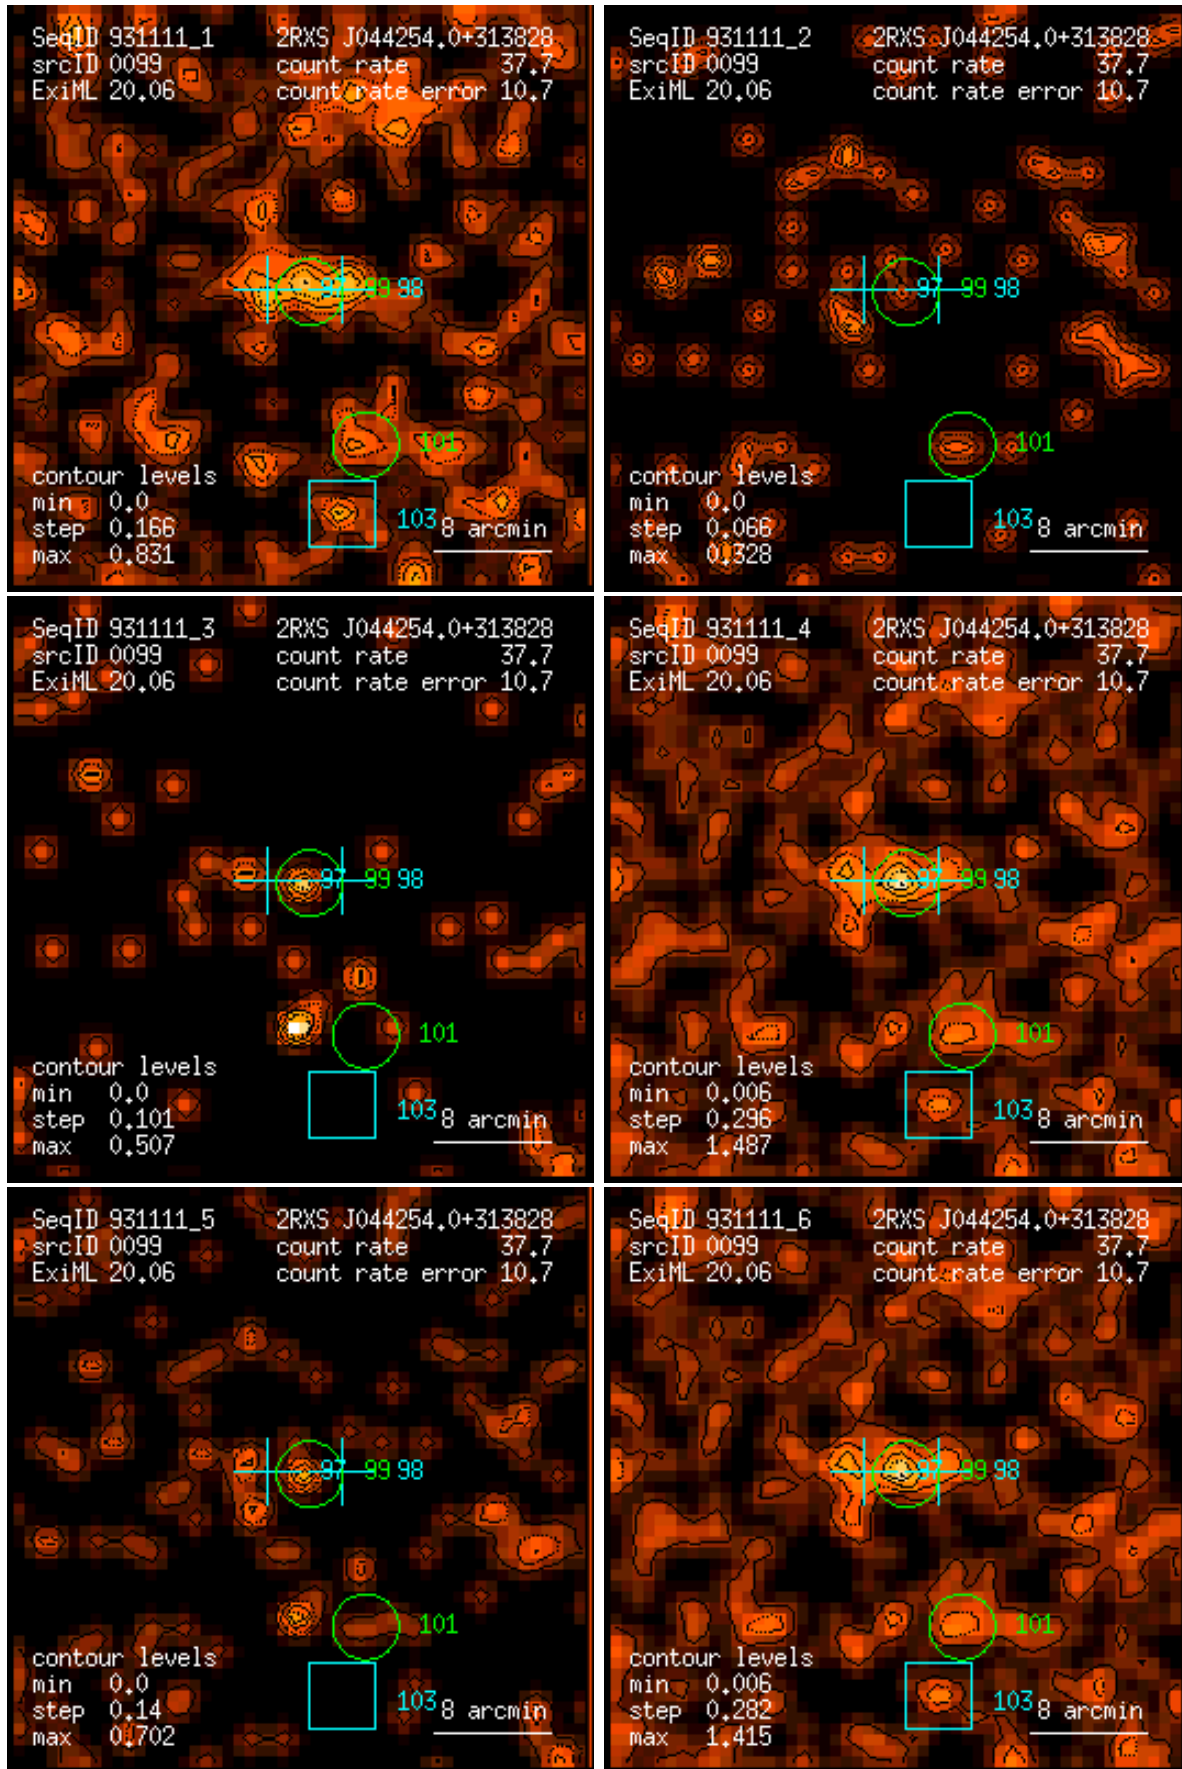 SeqID 931111_1 2RXS J044254.0+313828
srcID 0099 count rate 37.7
ExiML 20.06 count rate error 10.7
97 99 98
101
contour levels
min 0.0
step 0.166
max 0.831
103 8 arcmin
SeqID 931111_2 2RXS J044254.0+313828
srcID 0099 count rate 37.7
ExiML 20.06 count rate error 10.7
97 99 98
101
contour levels
min 0.0
step 0.066
max 0.328
103 8 arcmin
SeqID 931111_3 2RXS J044254.0+313828
srcID 0099 count rate 37.7
ExiML 20.06 count rate error 10.7
97 99 98
101
contour levels
min 0.0
step 0.101
max 0.507
103 8 arcmin
SeqID 931111_4 2RXS J044254.0+313828
srcID 0099 count rate 37.7
ExiML 20.06 count rate error 10.7
97 99 98
101
contour levels
min 0.006
step 0.296
max 1.487
103 8 arcmin
SeqID 931111_5 2RXS J044254.0+313828
srcID 0099 count rate 37.7
ExiML 20.06 count rate error 10.7
97 99 98
101
contour levels
min 0.0
step 0.14
max 0.702
103 8 arcmin
SeqID 931111_6 2RXS J044254.0+313828
srcID 0099 count rate 37.7
ExiML 20.06 count rate error 10.7
97 99 98
101
contour levels
min 0.006
step 0.282
max 1.415
103 8 arcmin